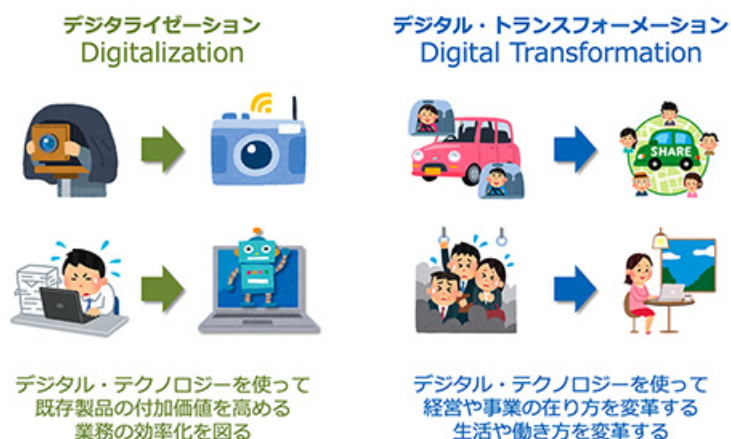 デジタライゼーション
Digitalization
デジタル・トランスフォーメーション
Digital Transformation
SHARE
デジタル・テクノロジーを使って
既存製品の付加価値を高める
業務の効率化を図る
デジタル・テクノロジーを使って
経営や事業の在り方を変革する
生活や働き方を変革する